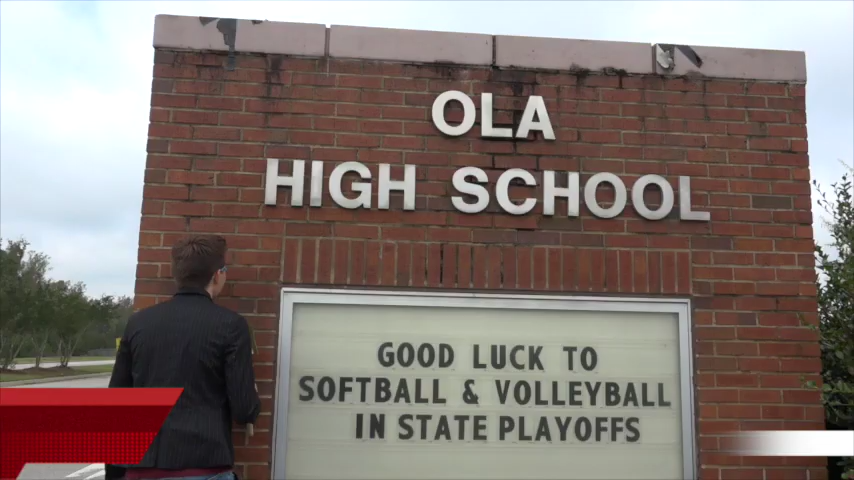 OLA
HIGH SCHOOL
GOOD LUCK TO
SOFTBALL & VOLLEYBALL
IN STATE PLAYOFFS